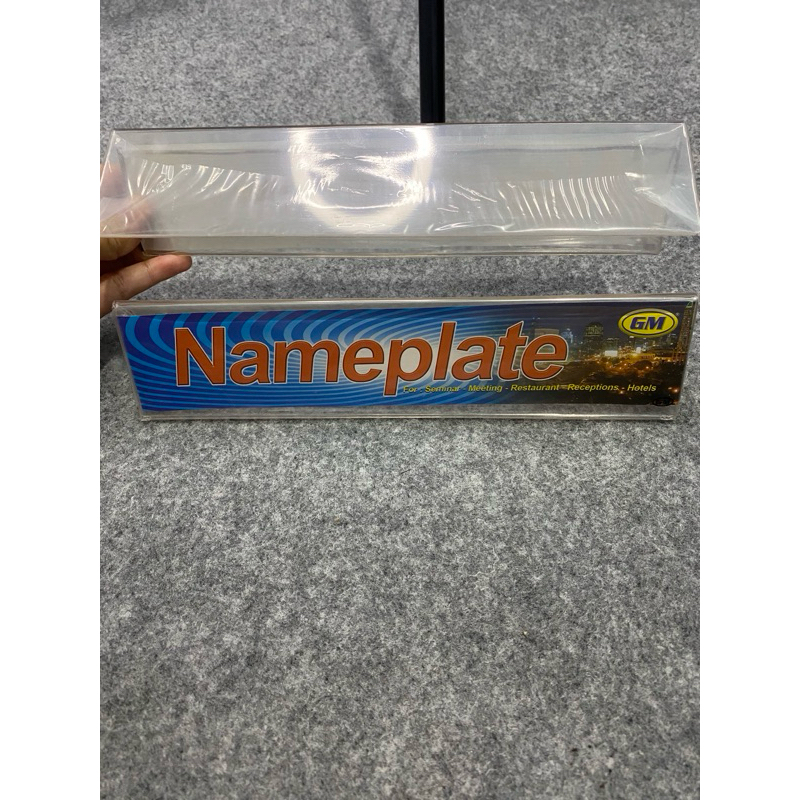 GM
Nameplate
For - Seminar - Meeting - Restaurant - Receptions - Hotels